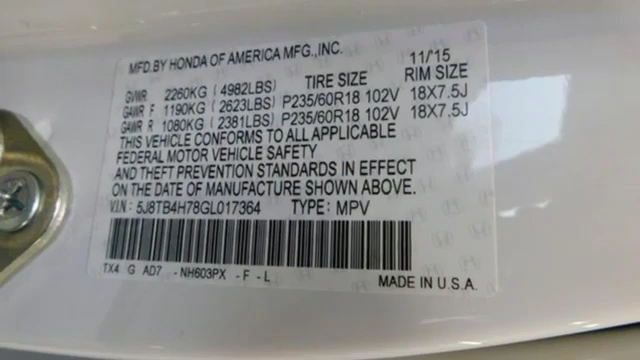 MFD.BY HONDA OF AMERICA MFG.,INC. 11/'15
GVWR 2260KG (4982LBS) TIRE SIZE RIM SIZE
GAWR F 1190KG (2623LBS) P235/60R18 102V 18X7.5J
GAWR R 1080KG (2381LBS) P235/60R18 102V 18X7.5J
THIS VEHICLE CONFORMS TO ALL APPLICABLE
FEDERAL MOTOR VEHICLE SAFETY
AND THEFT PREVENTION STANDARDS IN EFFECT
ON THE DATE OF MANUFACTURE SHOWN ABOVE.
V.I.N: 5J8TB4H78GL017364 TYPE: MPV
TX4 G AD7 -NH603PX -F -L
MADE IN U.S.A.